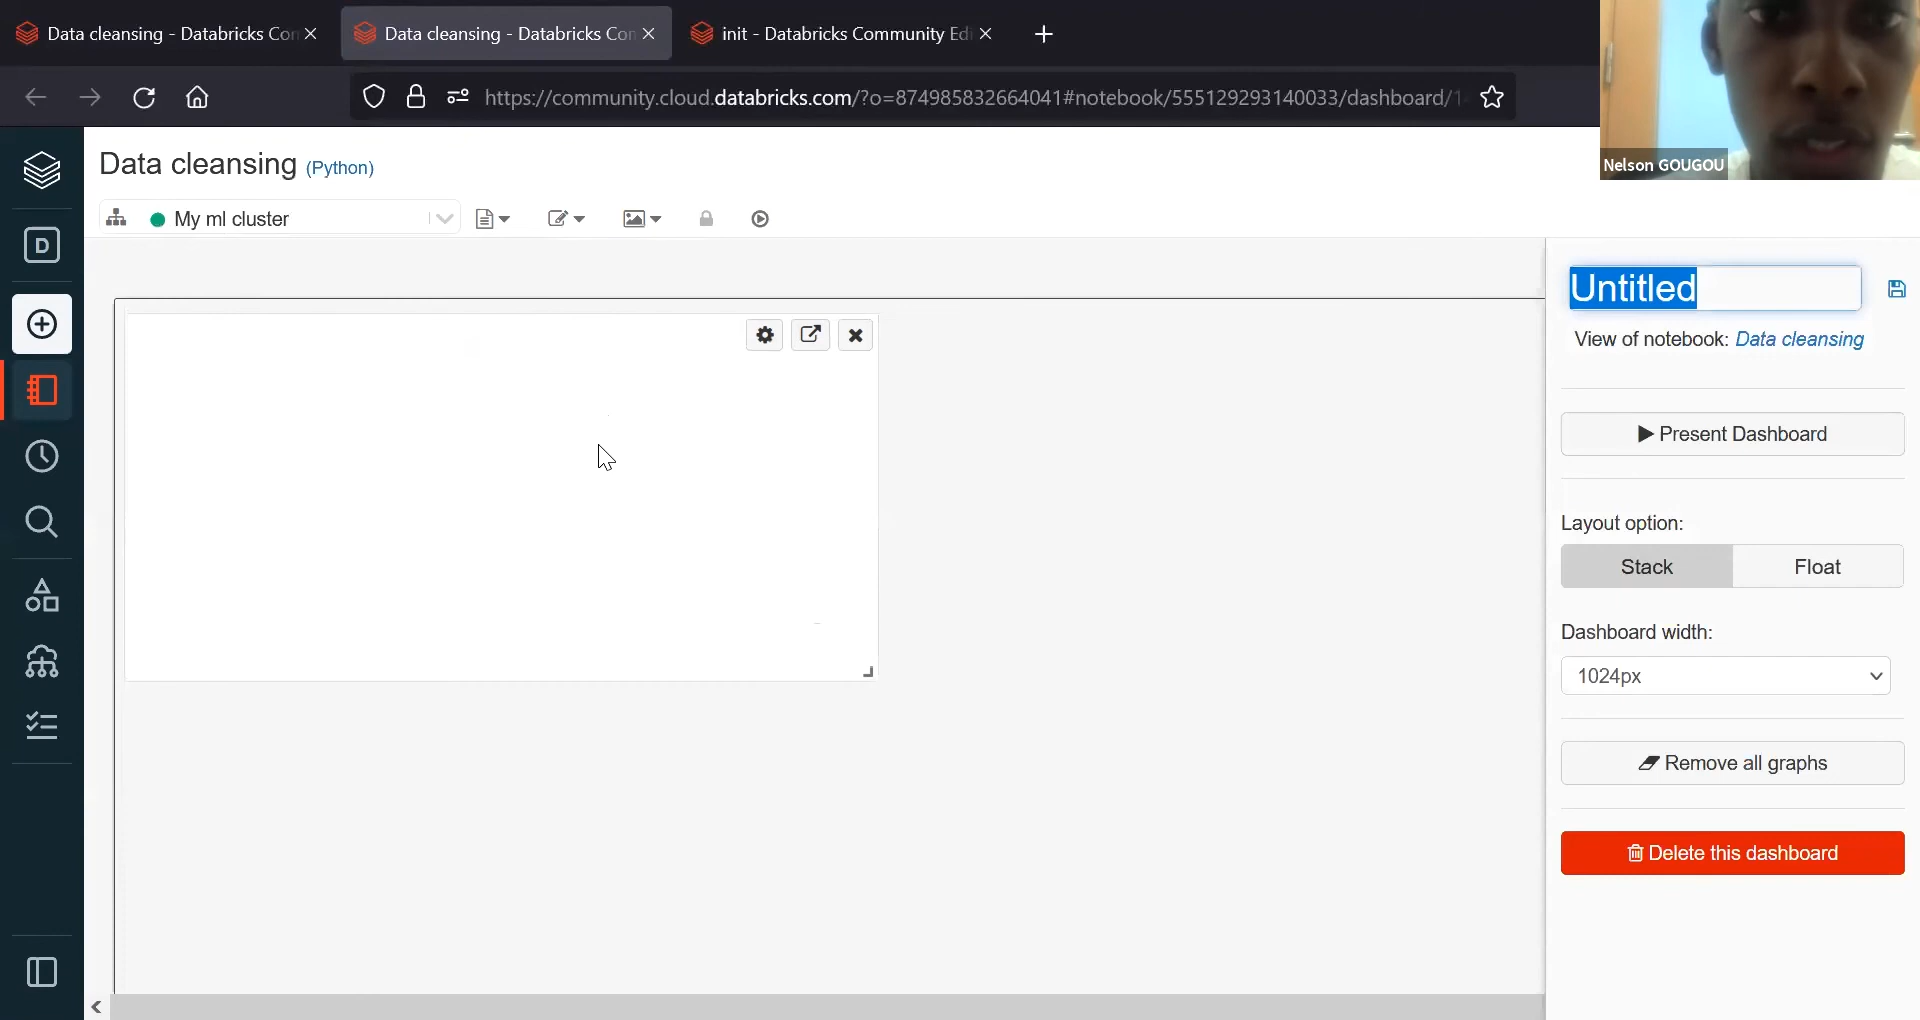 Data cleansing - Databricks Con
Data cleansing - Databricks Con
init - Databricks Community Edi
https://community.cloud.databricks.com/?o=874985832664041#notebook/555129293140033/dashboard/1
Nelson GOUGOU
Data cleansing (Python)
My ml cluster
D
Untitled
View of notebook: Data cleansing
Present Dashboard
Layout option:
Stack
Float
Dashboard width:
1024px
Remove all graphs
Delete this dashboard